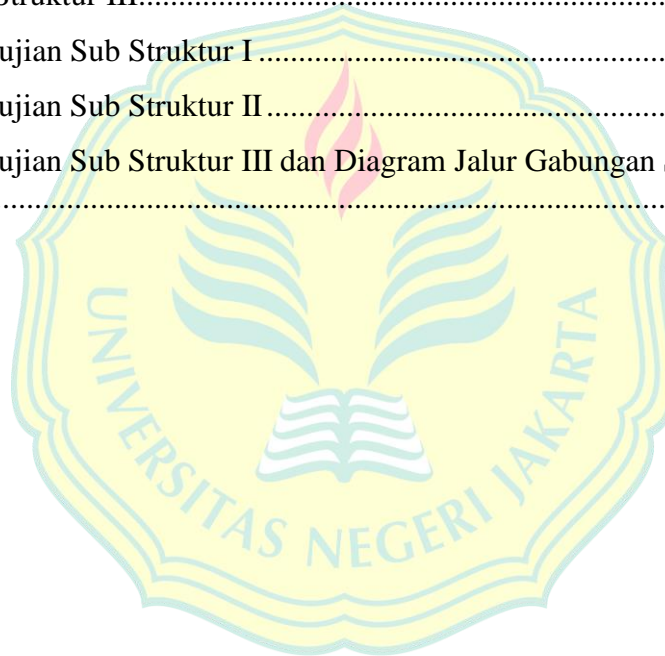 Struktur III....................................................................
ujian Sub Struktur I....................................................
ujian Sub Struktur II...................................................
ujian Sub Struktur III dan Diagram Jalur Gabungan
...................................................................................
UNIVERSITAS NEGERI JAKARTA